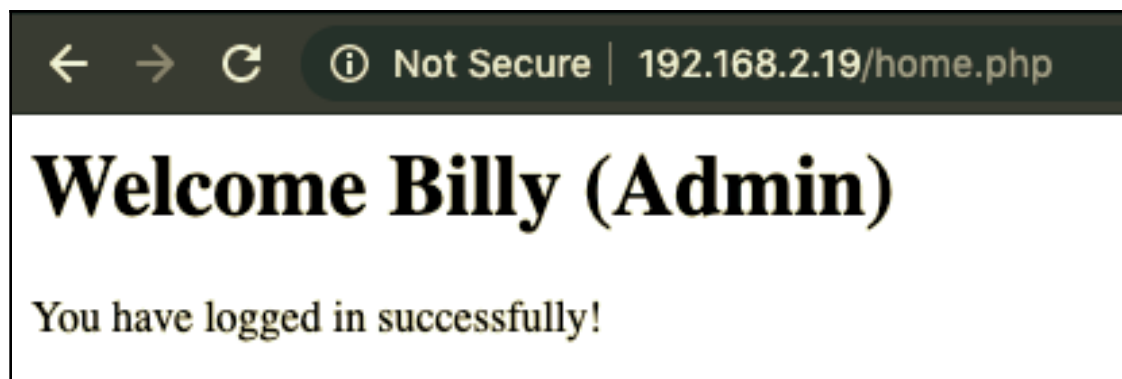 Not Secure | 192.168.2.19/home.php
Welcome Billy (Admin)
You have logged in successfully!